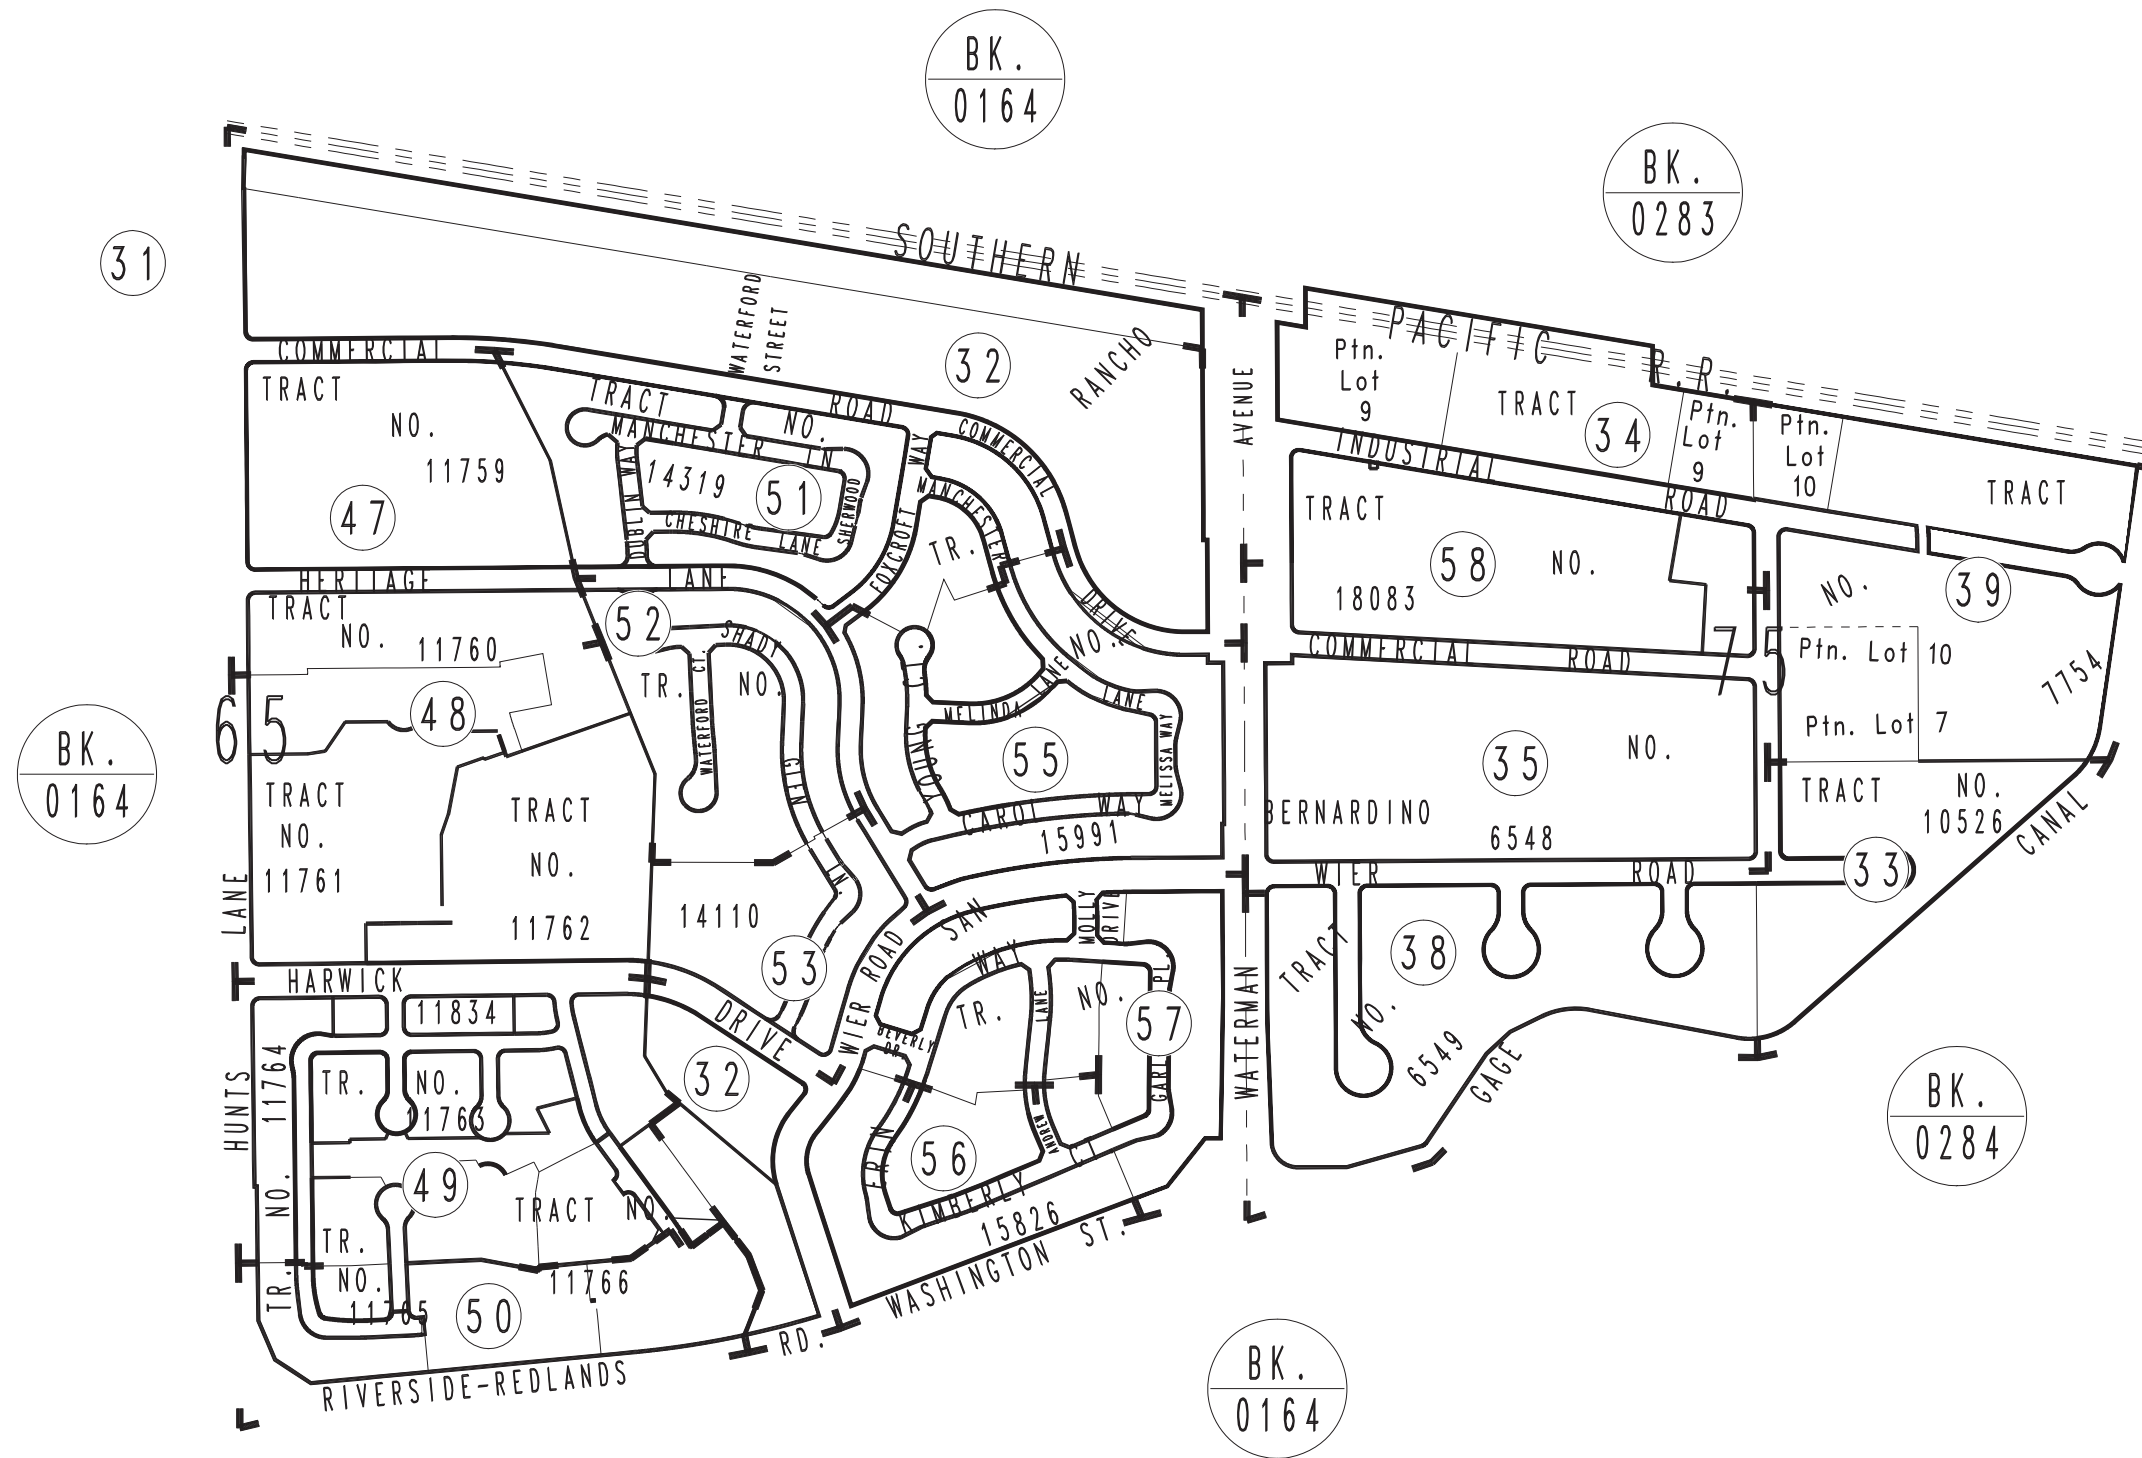 BK.
0164
BK.
0283
31
SOUTHERN
PACIFIC
R.R.
WATERFORD
STREET
32
RANCHO
Ptn.
Lot
9
TRACT
34
Ptn.
Lot
9
Ptn.
Lot
10
TRACT
COMMERCIAL
ROAD
COMMERCIAL
DRIVE
AVENUE
INDUSTRIAL
ROAD
TRACT
NO.
11759
47
TRACT
NO.
14319
51
MANCHESTER LN
DUBLIN WAY
CHESHIRE LANE
SHERWOOD
FOXCROFT WAY
MANCHESTER
LANE
TR.
NO.
TRACT
NO.
18083
58
NO.
39
7754
HERITAGE
LANE
TRACT
NO.
11760
52
SHADY
GLEN
LN.
TR. NO.
WATERFORD CT.
48
65
75
COMMERCIAL
ROAD
Ptn. Lot 10
Ptn. Lot 7
YOUNG CT.
MELINDA LANE
MELISSA WAY
55
CAROL WAY
15991
35
NO.
BERNARDINO
6548
TRACT
NO.
10526
CANAL
BK.
0164
TRACT
NO.
11761
TRACT
NO.
11762
14110
53
WIER
ROAD
33
LANE
HARWICK
DRIVE
WIER ROAD
SAN
WAY
MOLLY
DRIVE
TRACT
NO.
6549
38
GAGE
11834
11764
HUNTS
TR. NO.
TR.
NO.
11763
32
BEVERLY
DR.
TR.
NO.
LANE
ANDREW
PL.
57
WATERMAN
ERIN
56
KIMBERLY
CT
15826
BK.
0284
49
TRACT NO.
11766
TR.
NO.
11765
50
WASHINGTON ST.
RIVERSIDE-REDLANDS
RD.
BK.
0164